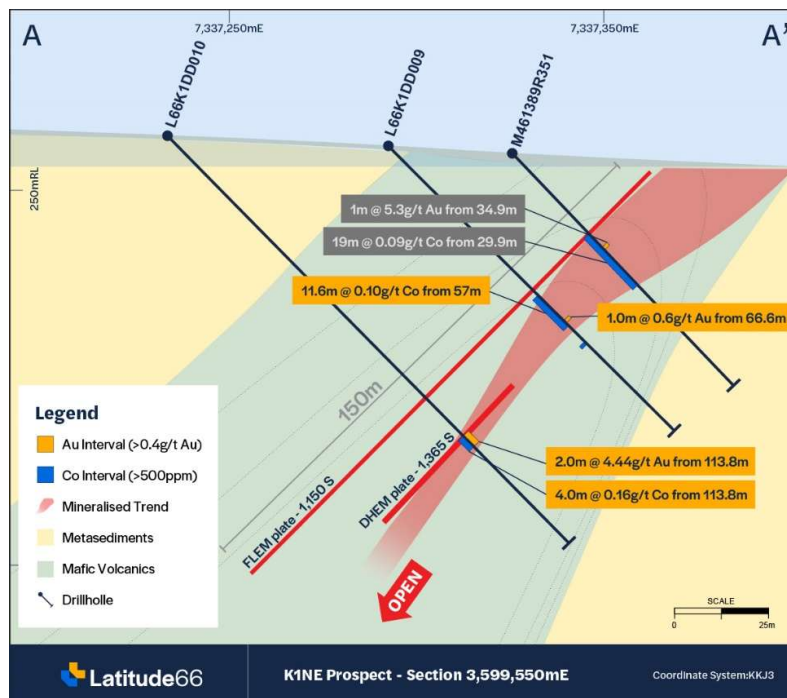 A
7,337,250mE
7,337,350mE
A’
L66K1DD010
L66K1DD009
M461389R351
250mRL
1m @ 5.3g/t Au from 34.9m
19m @ 0.09g/t Co from 29.9m
11.6m @ 0.10g/t Co from 57m
1.0m @ 0.6g/t Au from 66.6m
150m
2.0m @ 4.44g/t Au from 113.8m
4.0m @ 0.16g/t Co from 113.8m
FLEM plate - 1,150 S
DHEM plate - 1,365 S
OPEN
Legend
Au Interval (>0.4g/t Au)
Co Interval (>500ppm)
Mineralised Trend
Metasediments
Mafic Volcanics
Drillholle
SCALE
0
25m
Latitude66
K1NE Prospect - Section 3,599,550mE
Coordinate System:KKJ3